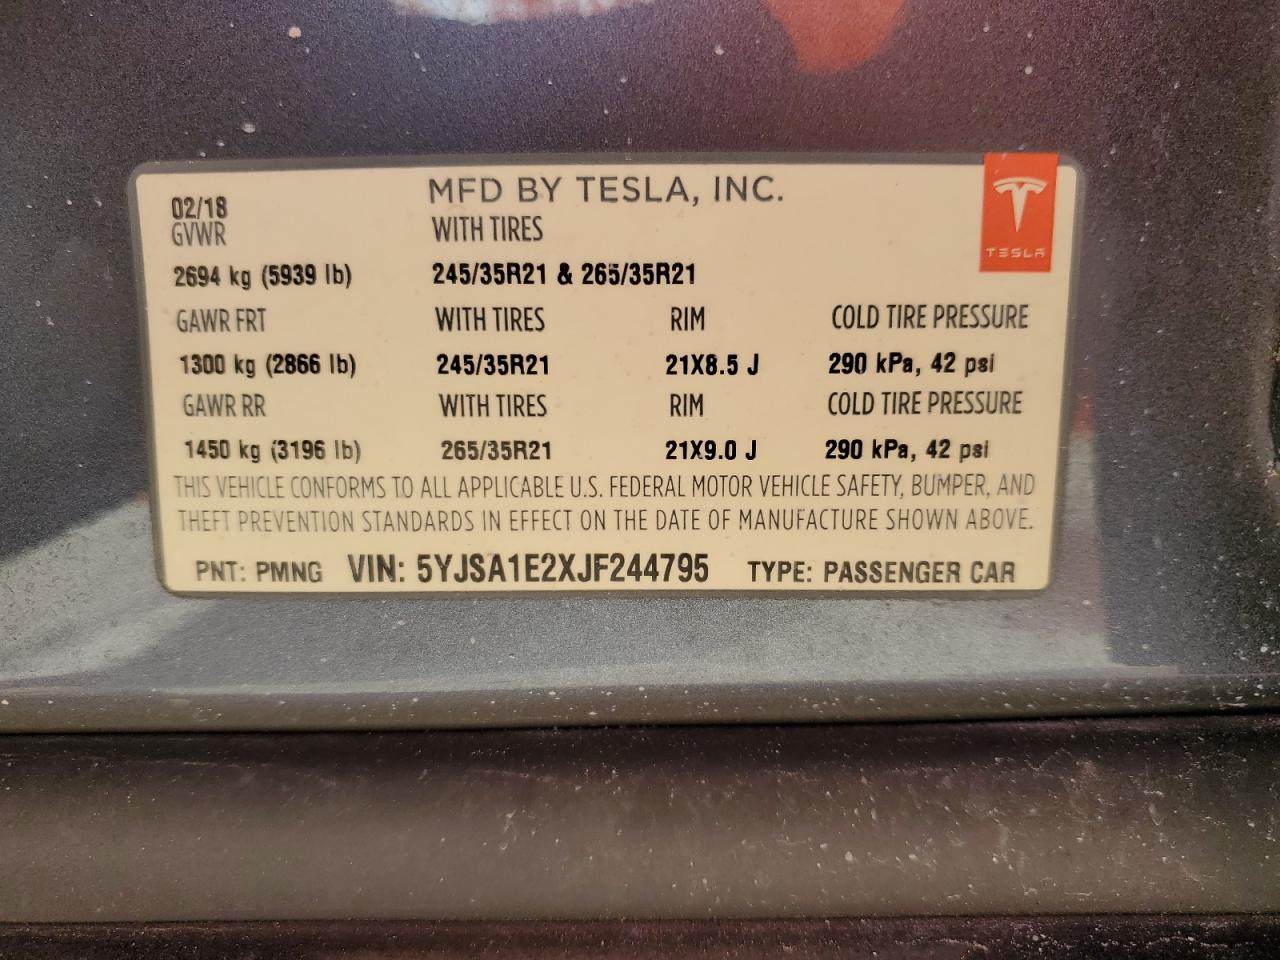 MFD BY TESLA, INC.
02/18
GVWR WITH TIRES
2694 kg (5939 lb) 245/35R21 & 265/35R21
TESLA
GAWR FRT WITH TIRES RIM COLD TIRE PRESSURE
1300 kg (2866 lb) 245/35R21 21X8.5 J 290 kPa, 42 psi
GAWR RR WITH TIRES RIM COLD TIRE PRESSURE
1450 kg (3196 lb) 265/35R21 21X9.0 J 290 kPa, 42 psi
THIS VEHICLE CONFORMS TO ALL APPLICABLE U.S. FEDERAL MOTOR VEHICLE SAFETY, BUMPER, AND
THEFT PREVENTION STANDARDS IN EFFECT ON THE DATE OF MANUFACTURE SHOWN ABOVE.
PNT: PMNG VIN: 5YJSA1E2XJF244795 TYPE: PASSENGER CAR